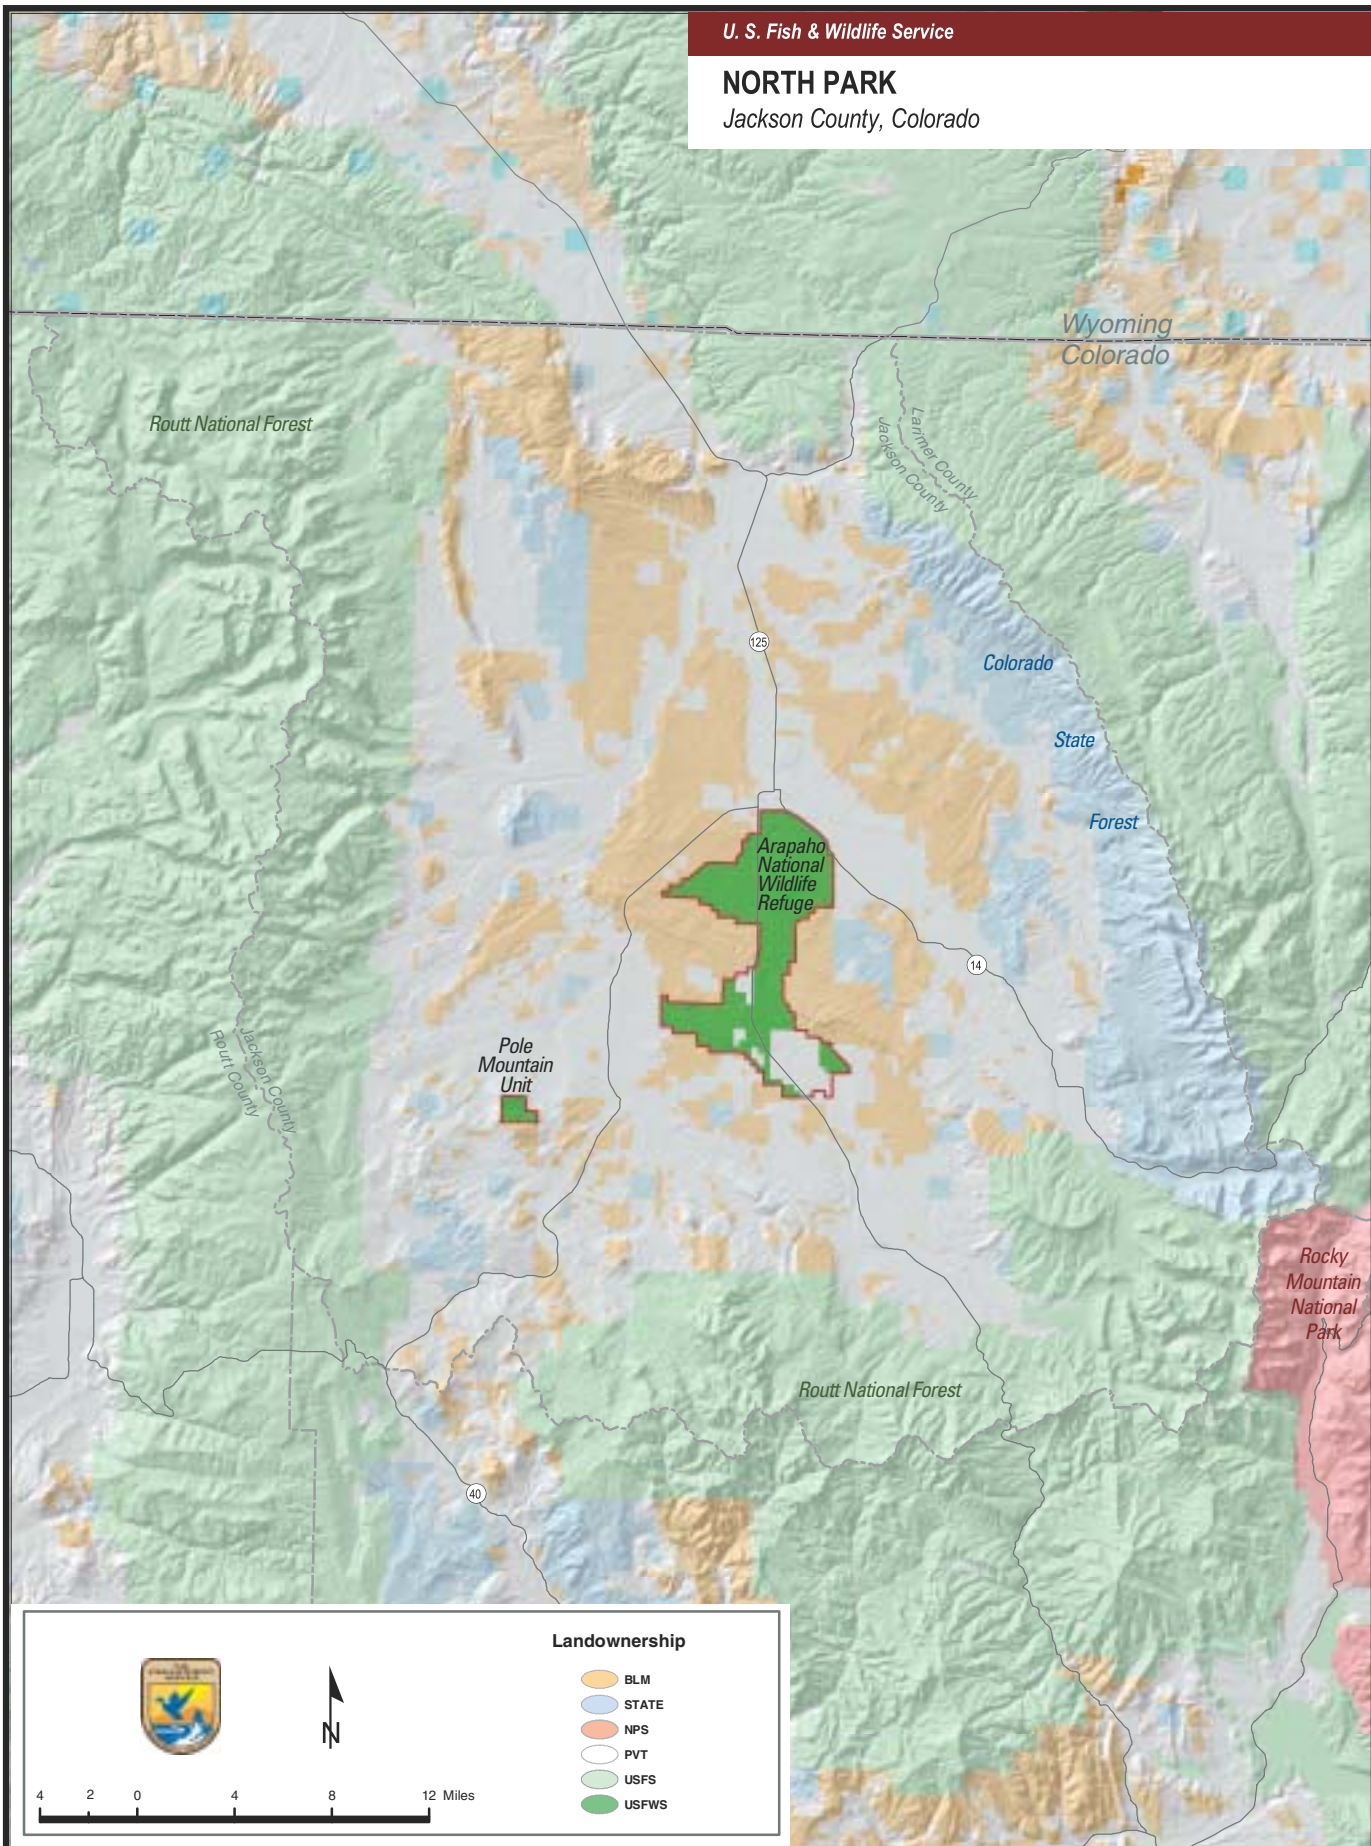 U. S. Fish & Wildlife Service
NORTH PARK
Jackson County, Colorado
Wyoming
Colorado
Routt National Forest
Larimer County
Jackson County
125
Colorado
State
Forest
Arapaho
National
Wildlife
Refuge
14
Pole
Mountain
Unit
Jackson County
Routt County
Rocky
Mountain
National
Park
Routt National Forest
40
Landownership
BLM
STATE
NPS
PVT
USFS
USFWS
N
4 2 0 4 8 12 Miles